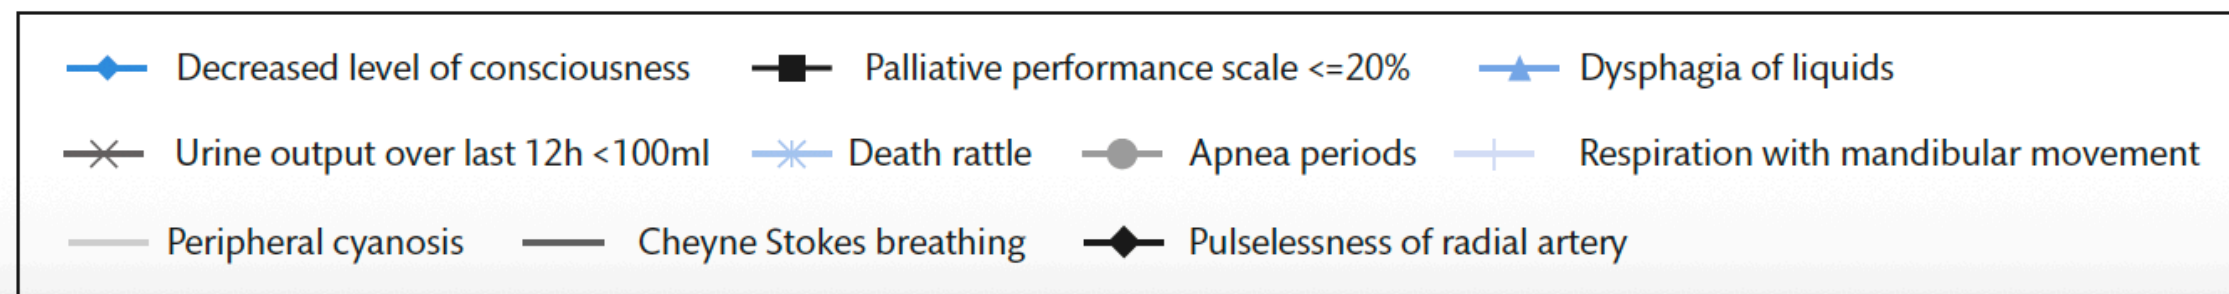 Decreased level of consciousness Palliative performance scale <=20% Dysphagia of liquids
Urine output over last 12h <100ml Death rattle Apnea periods Respiration with mandibular movement
Peripheral cyanosis Cheyne Stokes breathing Pulselessness of radial artery